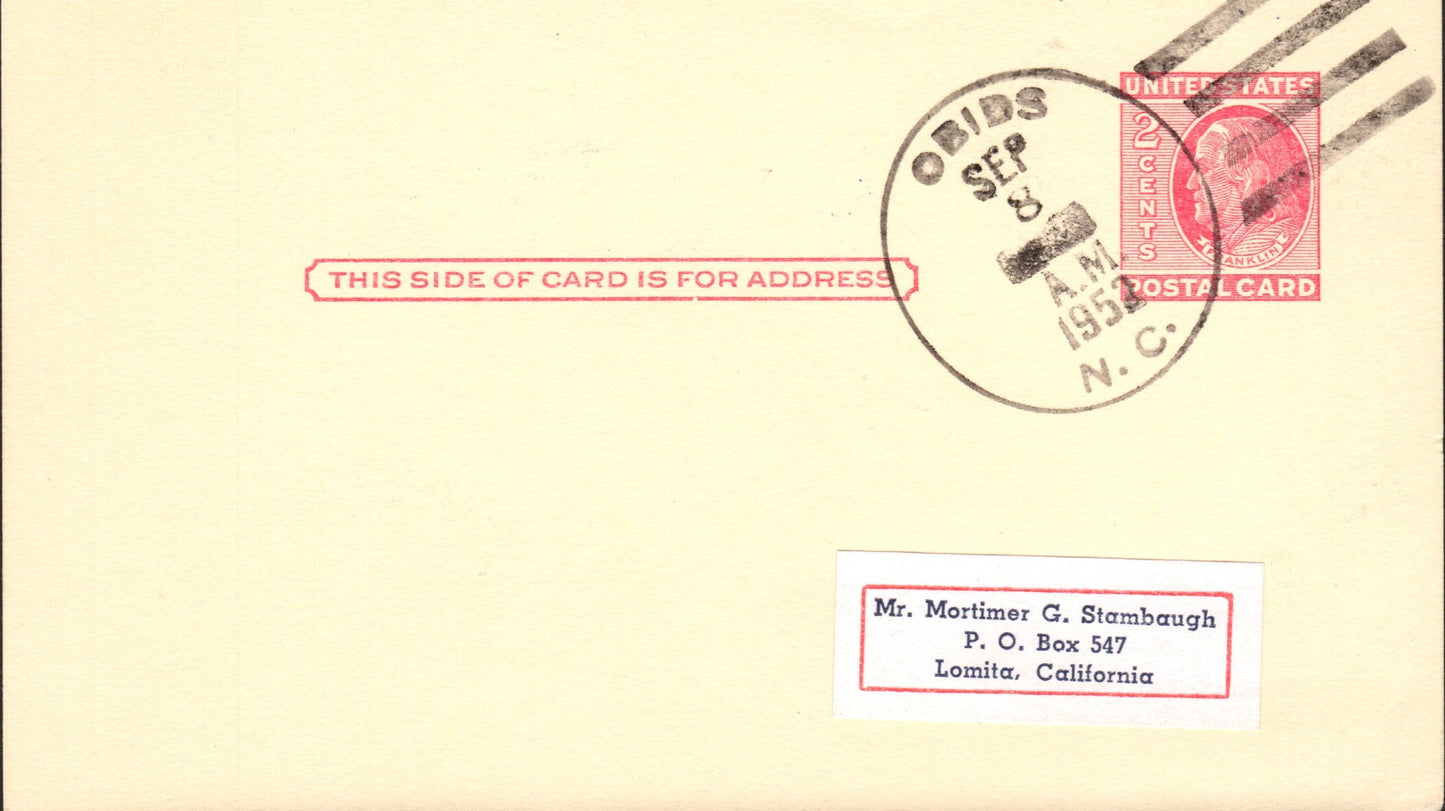 UNITED STATES
2 CENTS
FRANKLIN
POSTAL CARD
OBIDS
SEP
8
A.M.
1952
N. C.
THIS SIDE OF CARD IS FOR ADDRESS
Mr. Mortimer G. Stambaugh
P. O. Box 547
Lomita, California